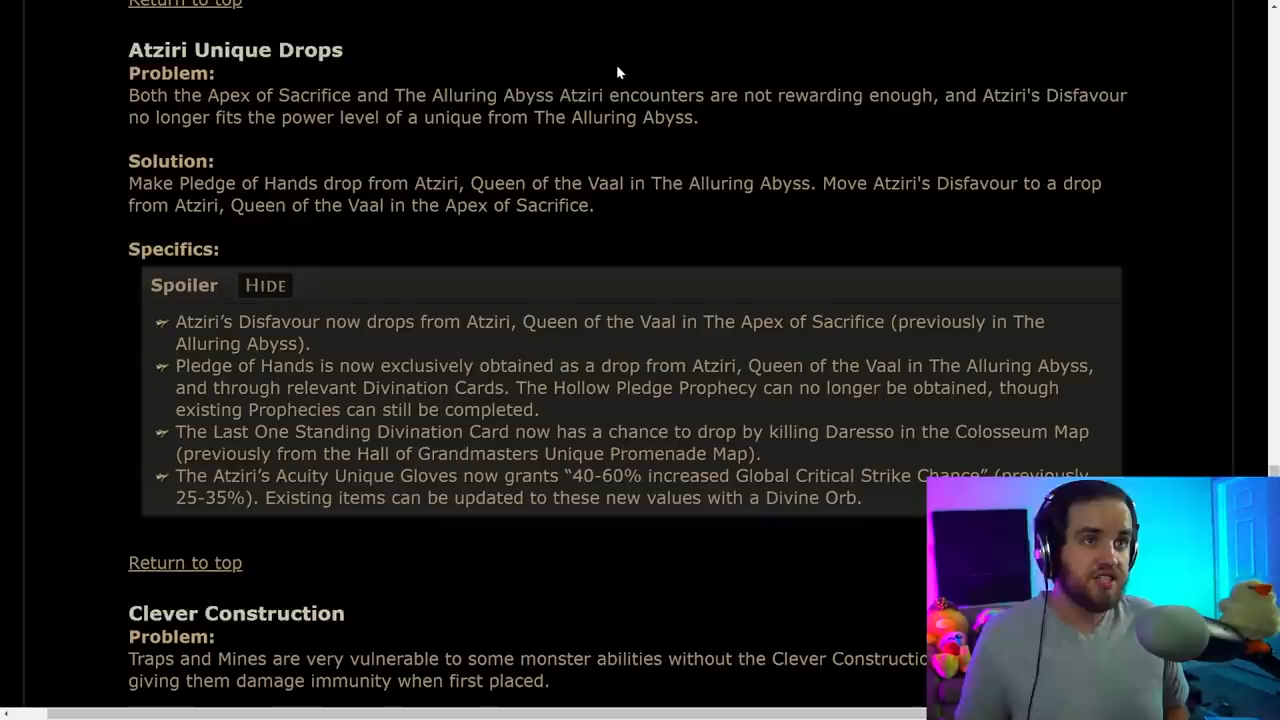 Return to top
Atziri Unique Drops
Problem:
Both the Apex of Sacrifice and The Alluring Abyss Atziri encounters are not rewarding enough, and Atziri's Disfavour
no longer fits the power level of a unique from The Alluring Abyss.
Solution:
Make Pledge of Hands drop from Atziri, Queen of the Vaal in The Alluring Abyss. Move Atziri's Disfavour to a drop
from Atziri, Queen of the Vaal in the Apex of Sacrifice.
Specifics:
Spoiler HIDE
Atziri’s Disfavour now drops from Atziri, Queen of the Vaal in The Apex of Sacrifice (previously in The
Alluring Abyss).
Pledge of Hands is now exclusively obtained as a drop from Atziri, Queen of the Vaal in The Alluring Abyss,
and through relevant Divination Cards. The Hollow Pledge Prophecy can no longer be obtained, though
existing Prophecies can still be completed.
The Last One Standing Divination Card now has a chance to drop by killing Daresso in the Colosseum Map
(previously from the Hall of Grandmasters Unique Promenade Map).
The Atziri’s Acuity Unique Gloves now grants “40-60% increased Global Critical Strike Chance” (previously
25-35%). Existing items can be updated to these new values with a Divine Orb.
Return to top
Clever Construction
Problem:
Traps and Mines are very vulnerable to some monster abilities without the Clever Constructio
giving them damage immunity when first placed.